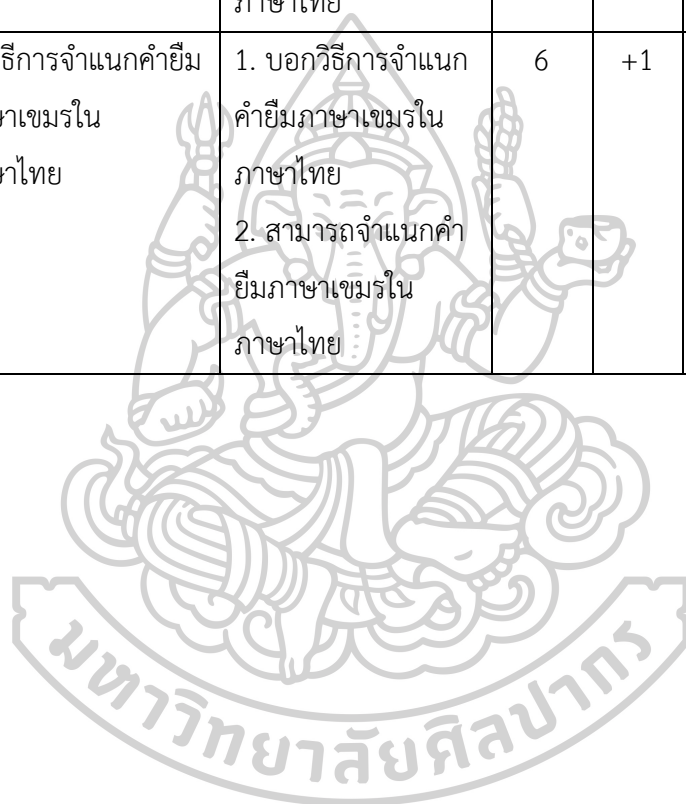 ภาษาไทย
ธีการจำแนกคำยืม
ษาเขมรใน
ษาไทย
1. บอกวิธีการจำแนก
คำยืมภาษาเขมรใน
ภาษาไทย
2. สามารถจำแนกคำ
ยืมภาษาเขมรใน
ภาษาไทย
6
+1
มหาวิทยาลัยศิลปากร